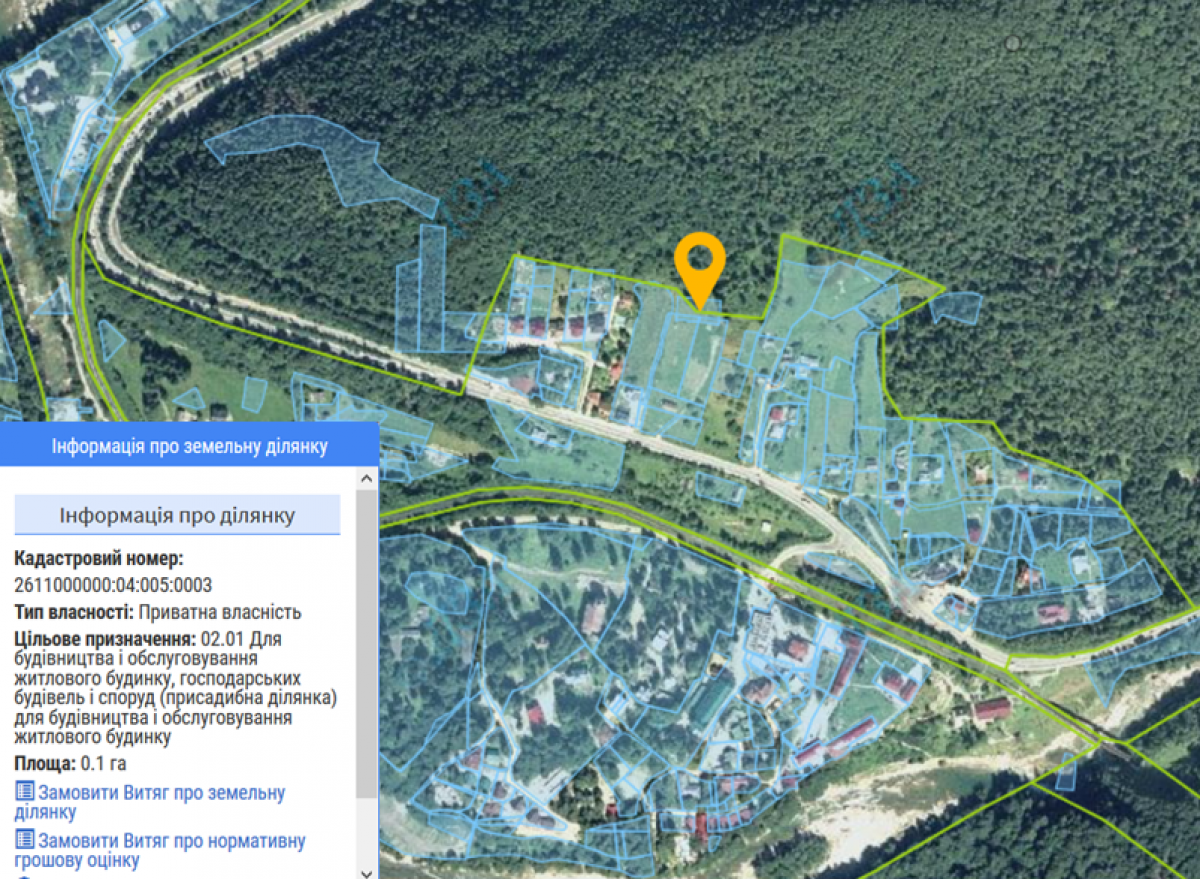 Інформація про земельну ділянку
Інформація про ділянку
Кадастровий номер:
2611000000:04:005:0003
Тип власності: Приватна власність
Цільове призначення: 02.01 Для
будівництва і обслуговування
житлового будинку, господарських
будівель і споруд (присадибна ділянка)
для будівництва і обслуговування
житлового будинку
Площа: 0.1 га
Замовити Витяг про земельну
ділянку
Замовити Витяг про нормативну
грошову оцінку